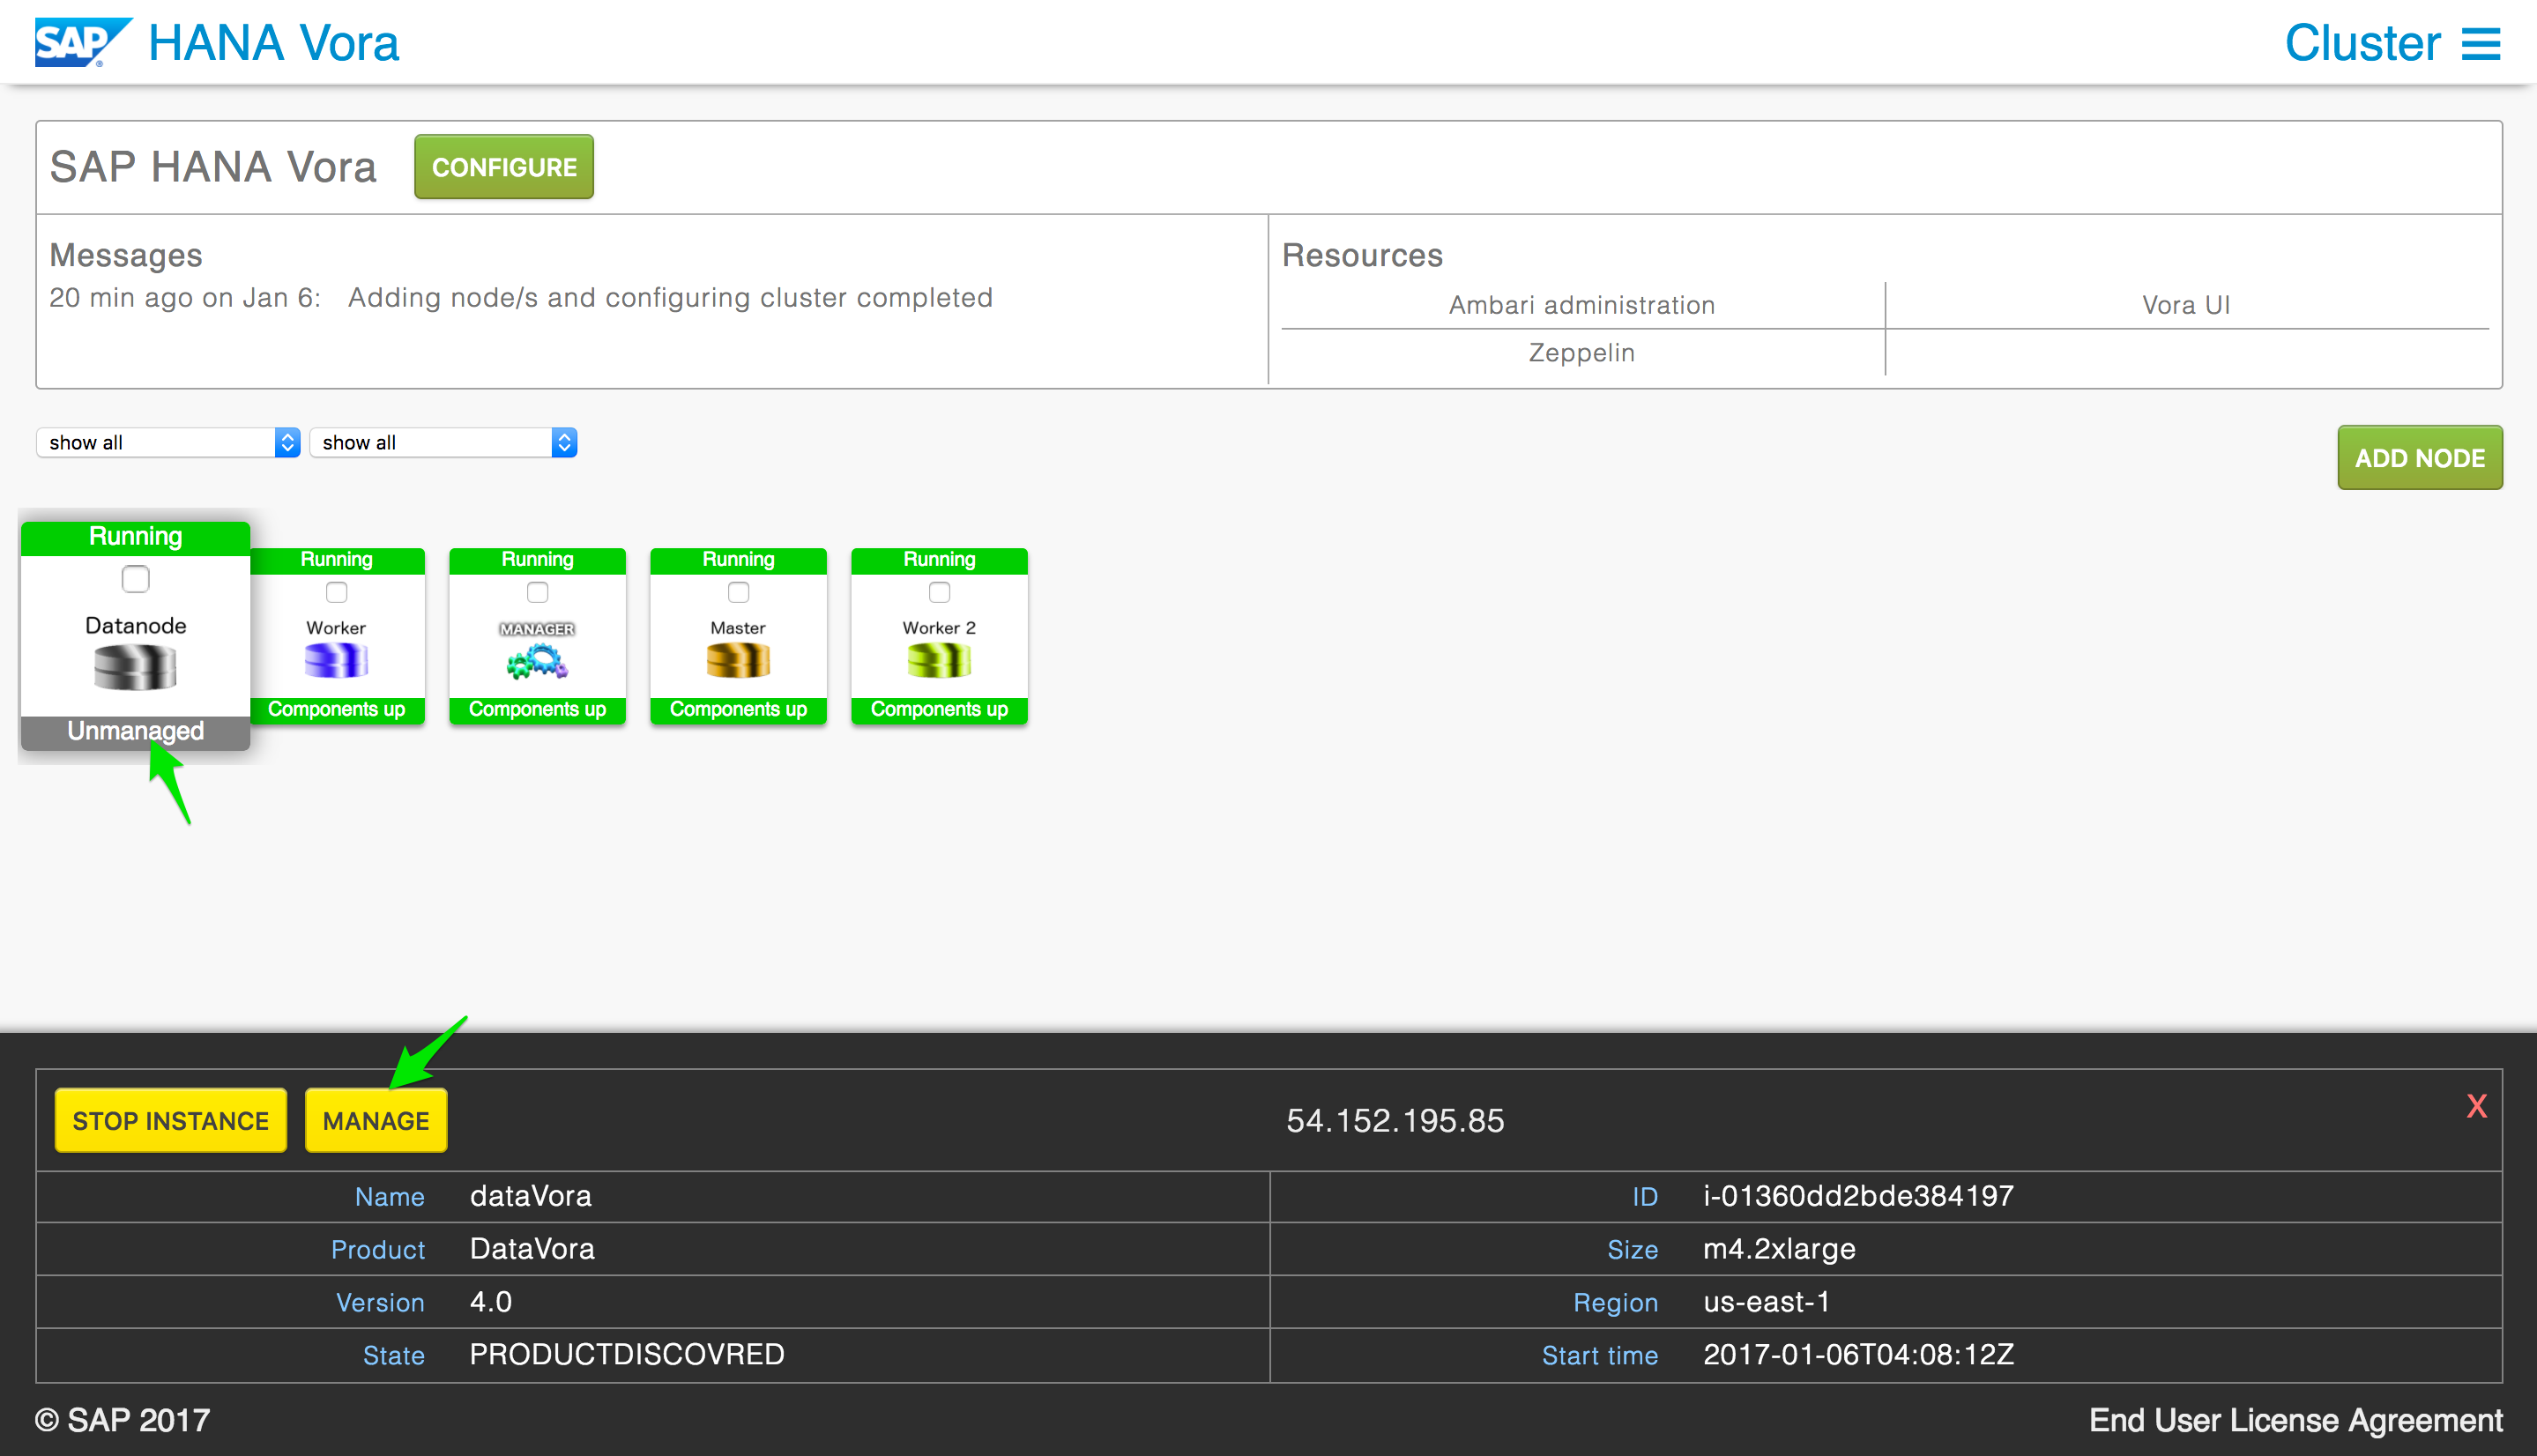 SAP HANA Vora
Cluster
SAP HANA Vora CONFIGURE
Messages
20 min ago on Jan 6: Adding node/s and configuring cluster completed
Resources
Ambari administration Vora UI
Zeppelin
show all show all
ADD NODE
Running
Datanode
Unmanaged
Running
Worker
Components up
Running
MANAGER
Components up
Running
Master
Components up
Running
Worker 2
Components up
STOP INSTANCE MANAGE 54.152.195.85 X
Name dataVora ID i-01360dd2bde384197
Product DataVora Size m4.2xlarge
Version 4.0 Region us-east-1
State PRODUCTDISCOVRED Start time 2017-01-06T04:08:12Z
© SAP 2017 End User License Agreement